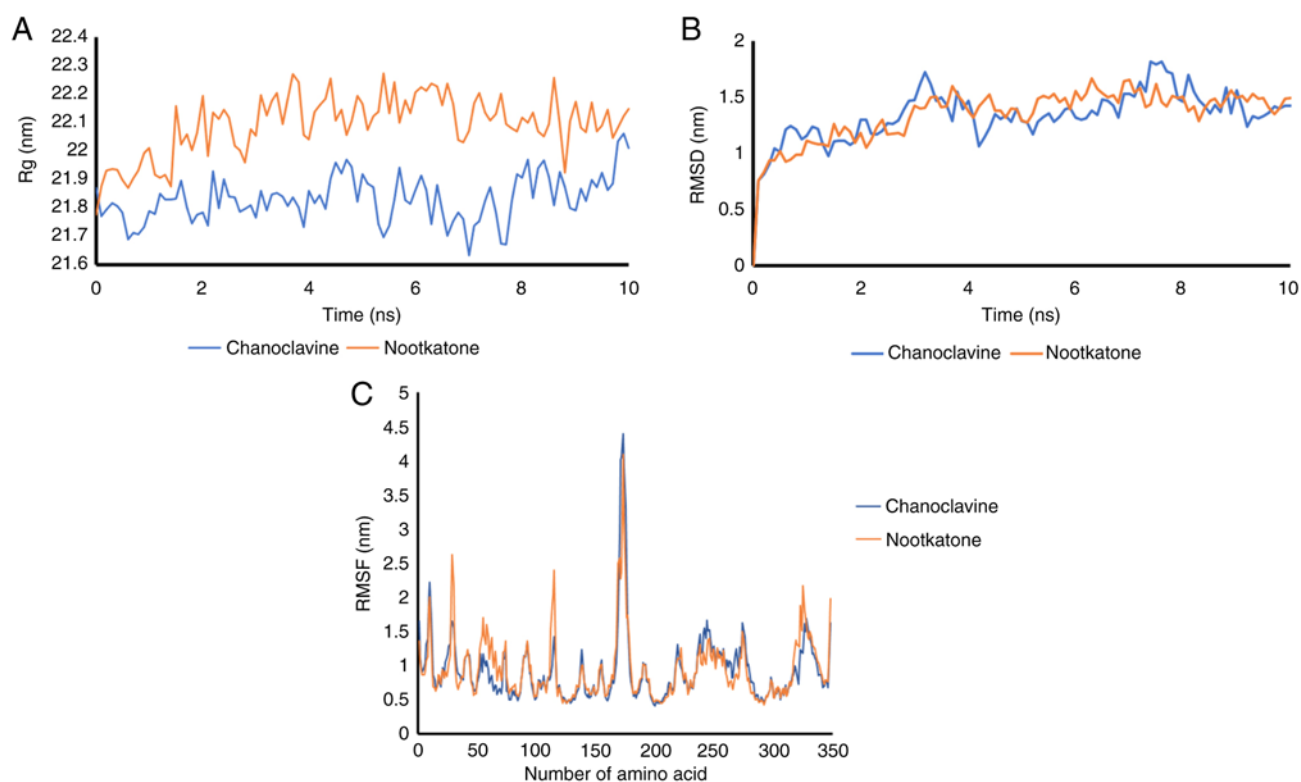 A
Rg (nm)
22.4
22.3
22.2
22.1
22
21.9
21.8
21.7
21.6
0 2 4 6 8 10
Time (ns)
Chanoclavine Nootkatone
B
RMSD (nm)
2
1.5
1
0.5
0
0 2 4 6 8 10
Time (ns)
Chanoclavine Nootkatone
C
RMSF (nm)
5
4.5
4
3.5
3
2.5
2
1.5
1
0.5
0
0 50 100 150 200 250 300 350
Number of amino acid
Chanoclavine
Nootkatone